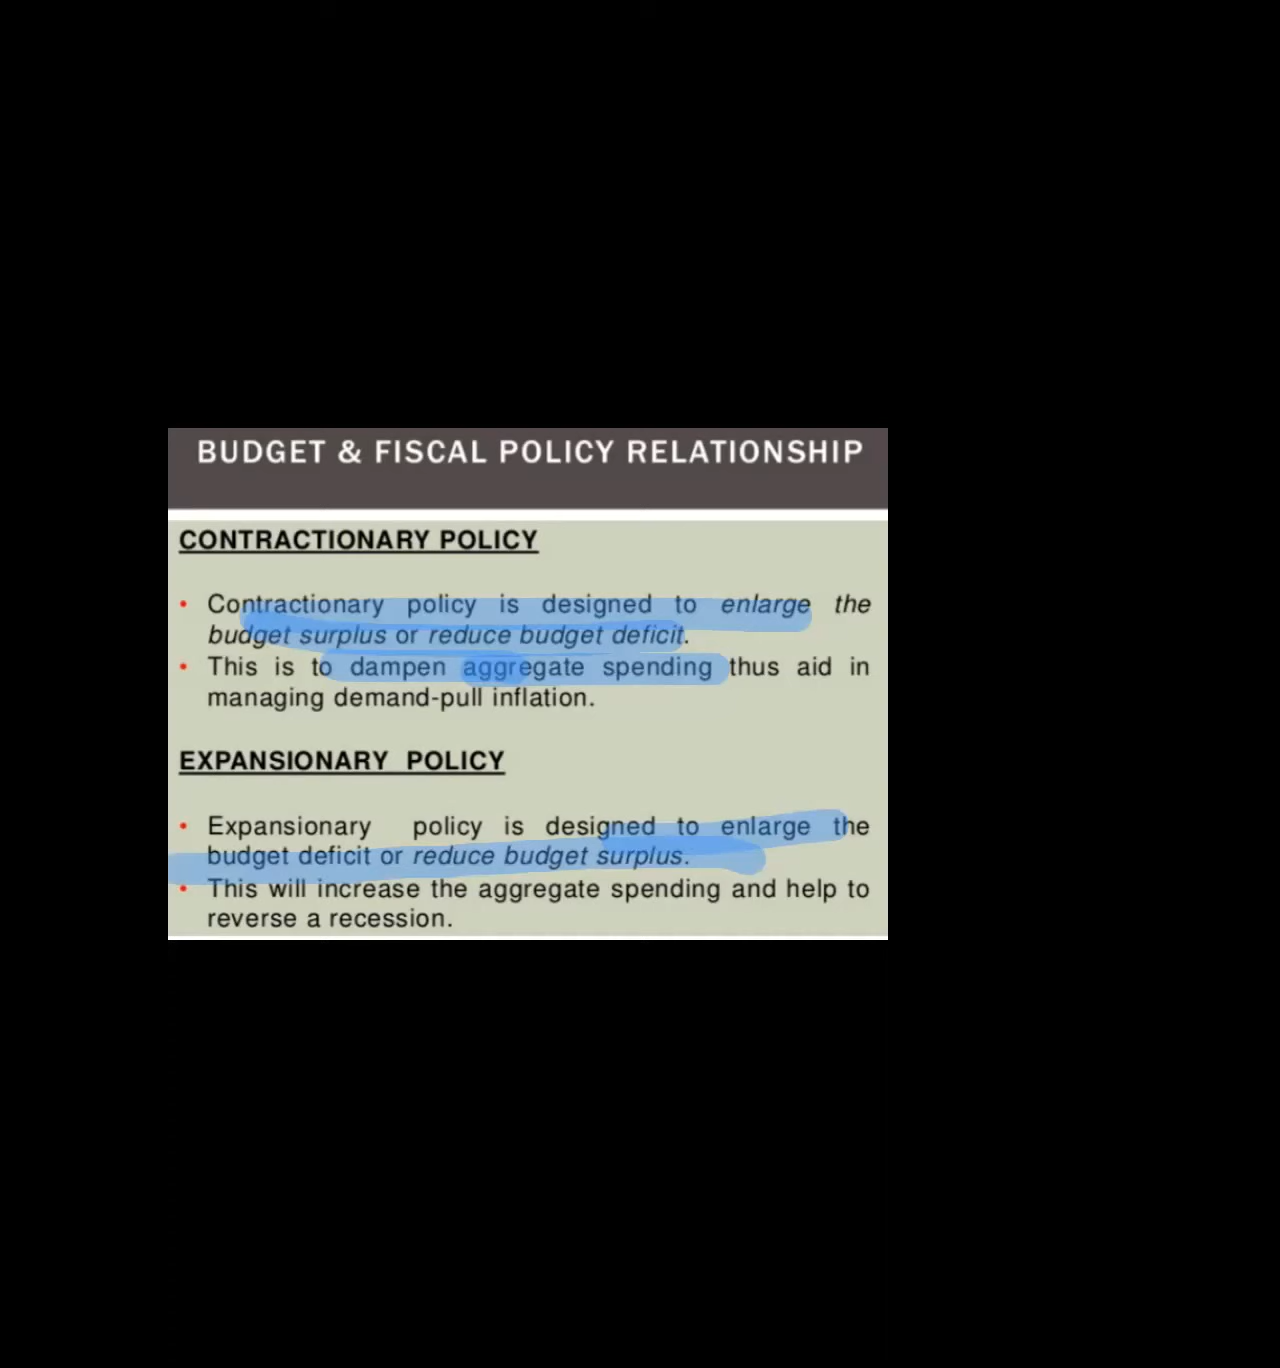 BUDGET & FISCAL POLICY RELATIONSHIP
CONTRACTIONARY POLICY
• Contractionary policy is designed to enlarge the
budget surplus or reduce budget deficit.
• This is to dampen aggregate spending thus aid in
managing demand-pull inflation.
EXPANSIONARY POLICY
• Expansionary policy is designed to enlarge the
budget deficit or reduce budget surplus.
• This will increase the aggregate spending and help to
reverse a recession.